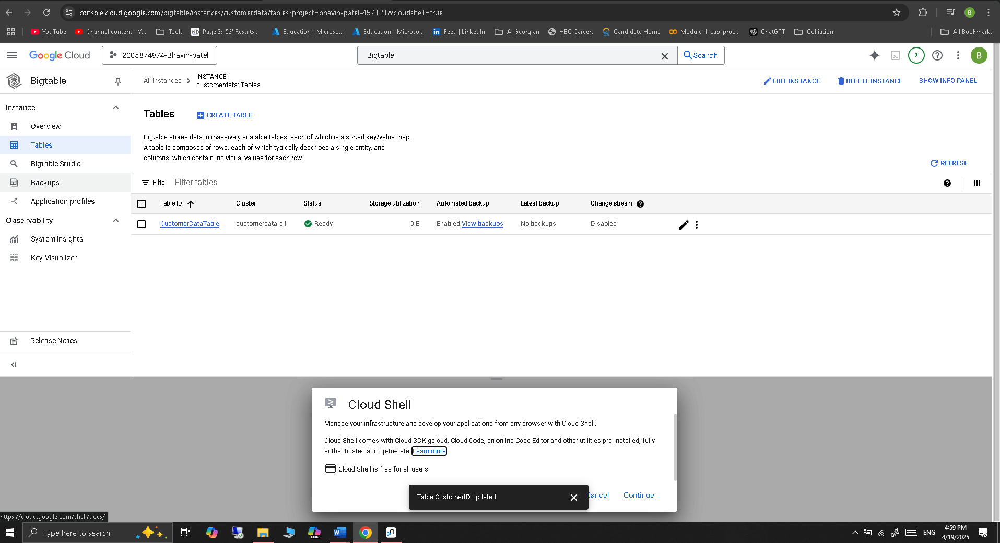 console.cloud.google.com/bigtable/instances/customerdata/tables?project=bhavin-patel-457121&cloudshell=true
B
YouTube
Channel content - Y...
Tools
Page 3: '52' Results...
Education - Microso...
Education - Microso...
Feed | LinkedIn
AI Georgian
HBC Careers
Candidate Home
Module-1-Lab-proc...
ChatGPT
Colliation
All Bookmarks
Google Cloud
2005874974-Bhavin-patel
Bigtable
Search
2
B
Bigtable
All instances
INSTANCE
customerdata: Tables
EDIT INSTANCE
DELETE INSTANCE
SHOW INFO PANEL
Instance
Overview
Tables
Bigtable Studio
Backups
Application profiles
Observability
System insights
Key Visualizer
Release Notes
Tables
CREATE TABLE
Bigtable stores data in massively scalable tables, each of which is a sorted key/value map.
A table is composed of rows, each of which typically describes a single entity, and
columns, which contain individual values for each row.
REFRESH
Filter
Filter tables
Table ID
Cluster
Status
Storage utilization
Automated backup
Latest backup
Change stream
CustomerDataTable
customerdata-c1
Ready
0 B
Enabled View backups
No backups
Disabled
Cloud Shell
Manage your infrastructure and develop your applications from any browser with Cloud Shell.
Cloud Shell comes with Cloud SDK gcloud, Cloud Code, an online Code Editor and other utilities pre-installed, fully
authenticated and up-to-date. Learn more
Cloud Shell is free for all users.
Table CustomerID updated
Cancel
Continue
https://cloud.google.com/shell/docs/
Type here to search
M365
ENG
4:59 PM
4/19/2025